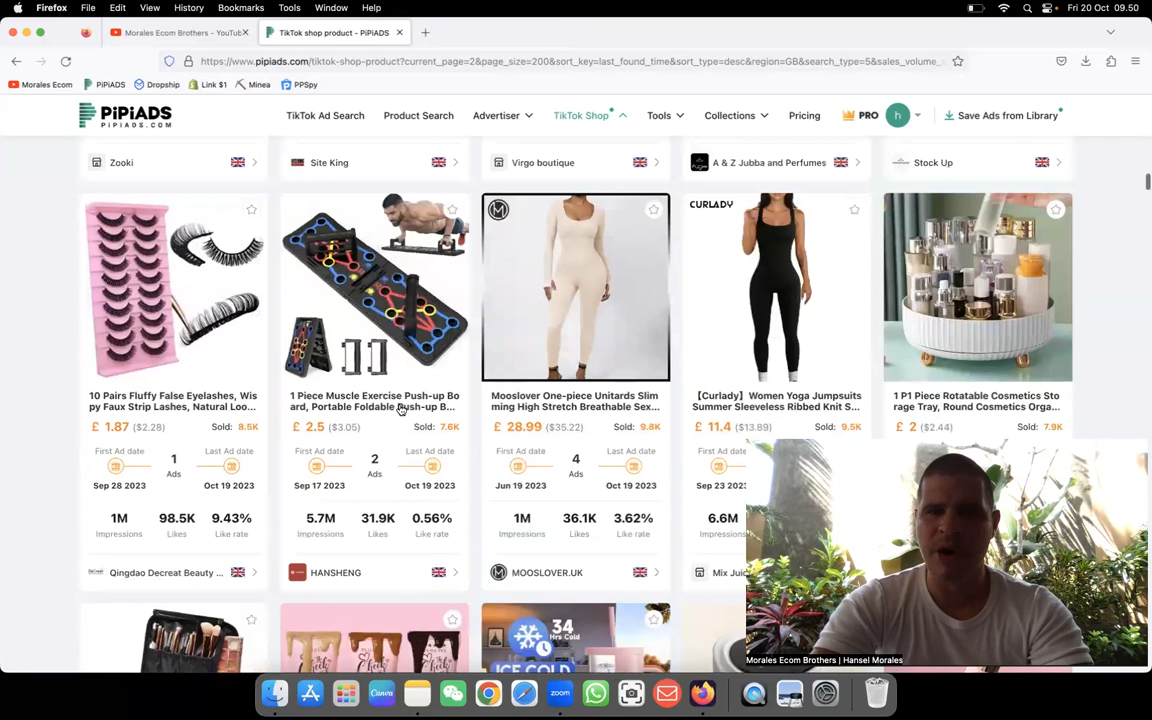 Firefox File Edit View History Bookmarks Tools Window Help Fri 20 Oct 09.50
Morales Ecom Brothers - YouTub
TikTok shop product - PiPiADS
https://www.pipiads.com/tiktok-shop-product?current_page=2&page_size=200&sort_key=last_found_time&sort_type=desc&region=GB&search_type=5&sales_volume_
Morales Ecom PiPiADS Dropship Link $1 Minea PPSpy
PiPiADS
PIPIADS.COM
TikTok Ad Search Product Search Advertiser TikTok Shop Tools Collections Pricing PRO h Save Ads from Library
Zooki Site King Virgo boutique A & Z Jubba and Perfumes Stock Up
CURLADY
10 Pairs Fluffy False Eyelashes, Wis
py Faux Strip Lashes, Natural Loo...
£ 1.87 ($2.28) Sold: 8.5K
First Ad date Last Ad date
1
Ads
Sep 28 2023 Oct 19 2023
1M 98.5K 9.43%
Impressions Likes Like rate
Qingdao Decreat Beauty ...
1 Piece Muscle Exercise Push-up Bo
ard, Portable Foldable Push-up B...
£ 2.5 ($3.05) Sold: 7.6K
First Ad date Last Ad date
2
Ads
Sep 17 2023 Oct 19 2023
5.7M 31.9K 0.56%
Impressions Likes Like rate
HANSHENG
Mooslover One-piece Unitards Slim
ming High Stretch Breathable Sex...
£ 28.99 ($35.22) Sold: 9.8K
First Ad date Last Ad date
4
Ads
Jun 19 2023 Oct 19 2023
1M 36.1K 3.62%
Impressions Likes Like rate
MOOSLOVER.UK
【Curlady】Women Yoga Jumpsuits
Summer Sleeveless Ribbed Knit S...
£ 11.4 ($13.89) Sold: 9.5K
First Ad date
Sep 23 202
6.6M
Impressions
Mix Juic
1 P1 Piece Rotatable Cosmetics Sto
rage Tray, Round Cosmetics Orga...
£ 2 ($2.44) Sold: 7.9K
34
Hrs Cold
ICE COLD
Morales Ecom Brothers | Hansel Morales
Canva
zoom